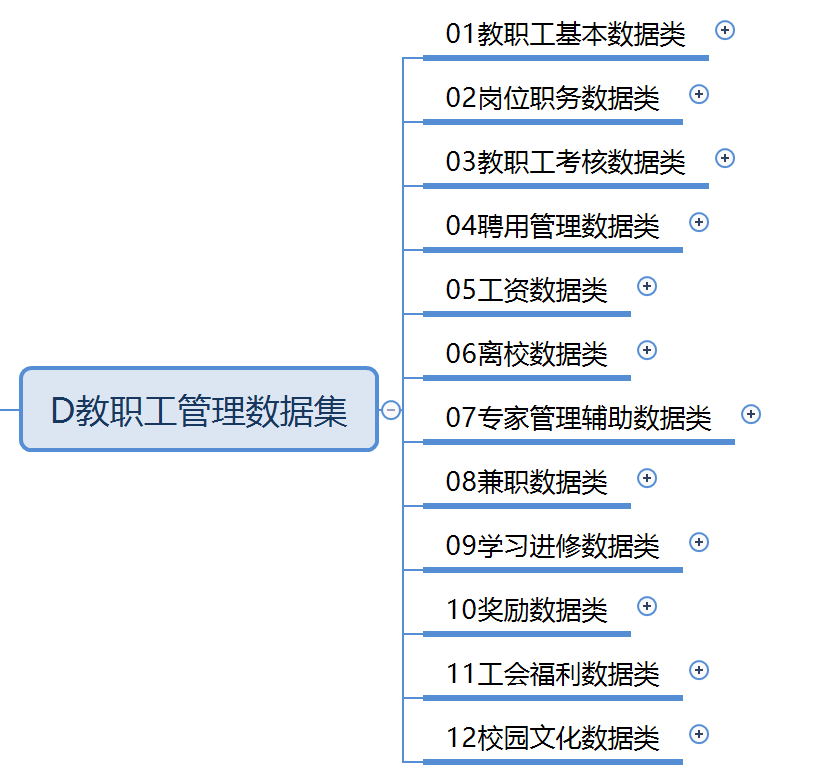 01教职工基本数据类
02岗位职务数据类
03教职工考核数据类
04聘用管理数据类
05工资数据类
06离校数据类
D教职工管理数据集
07专家管理辅助数据类
08兼职数据类
09学习进修数据类
10奖励数据类
11工会福利数据类
12校园文化数据类